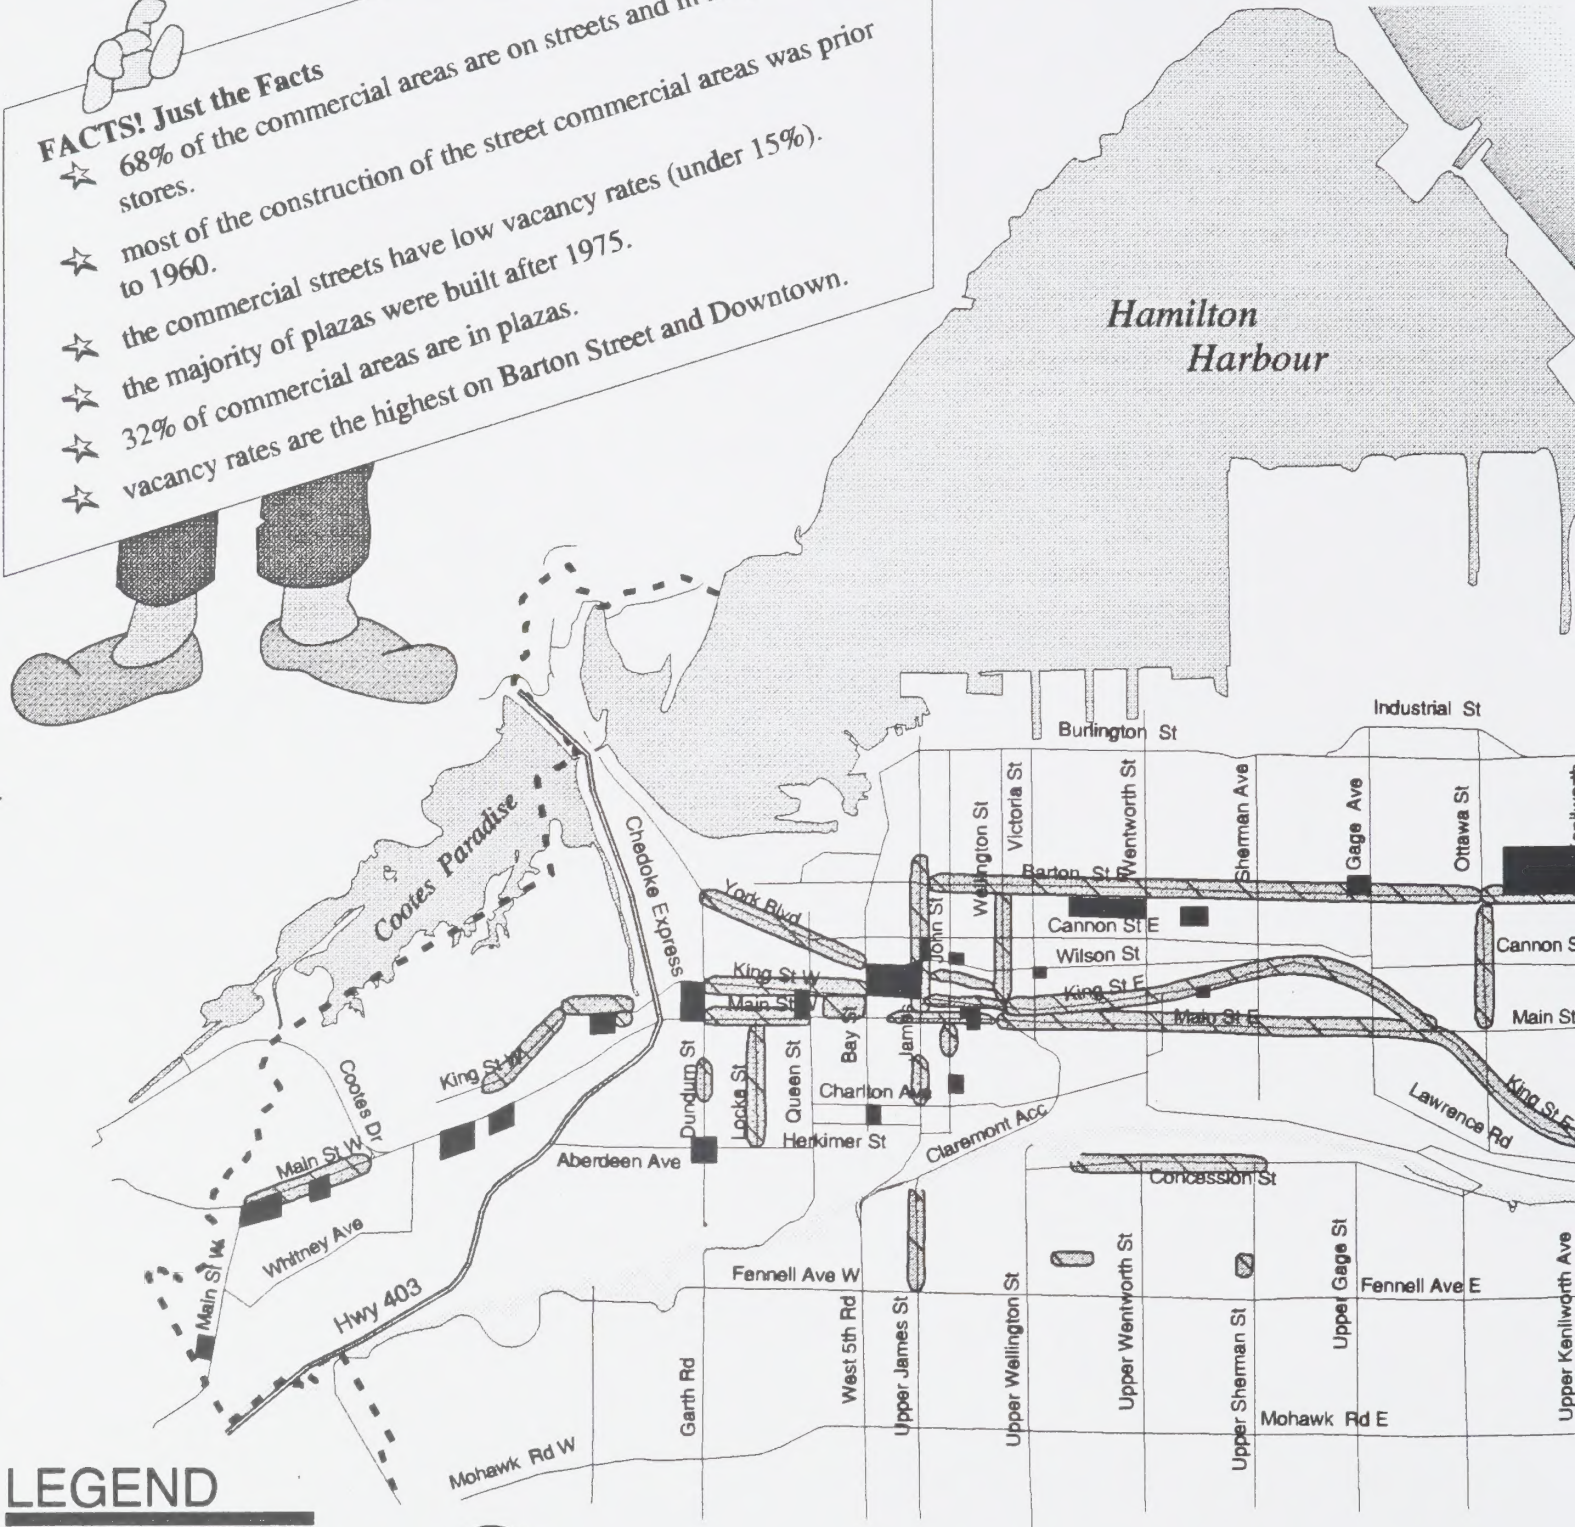 FACTS! Just the Facts
68% of the commercial areas are on streets and in
stores.
most of the construction of the street commercial areas was prior
to 1960.
the commercial streets have low vacancy rates (under 15%).
the majority of plazas were built after 1975.
32% of commercial areas are in plazas.
vacancy rates are the highest on Barton Street and Downtown.
Hamilton
Harbour
Industrial St
Burlington St
Cootes Paradise
Chedoke Express
York Blvd
Wellington St
Victoria St
Wentworth St
Sherman Ave
Gage Ave
Ottawa St
Barton St E
John St
Cannon St E
Cannon S
Wilson St
King St W
King St E
Main St W
Main St E
Main St
Bay St
James
King St W
Cootes Dr
Dundurn St
Locke St
Queen St
Charlton Ave
Herkimer St
Aberdeen Ave
Claremont Acc
Lawrence Rd
King St E
Main St W
Whitney Ave
Main St W
Hwy 403
Concession St
Fennell Ave W
Fennell Ave E
Garth Rd
West 5th Rd
Upper James St
Upper Wellington St
Upper Wentworth St
Upper Sherman St
Upper Gage St
Upper Kenilworth Ave
Mohawk Rd W
Mohawk Rd E
LEGEND